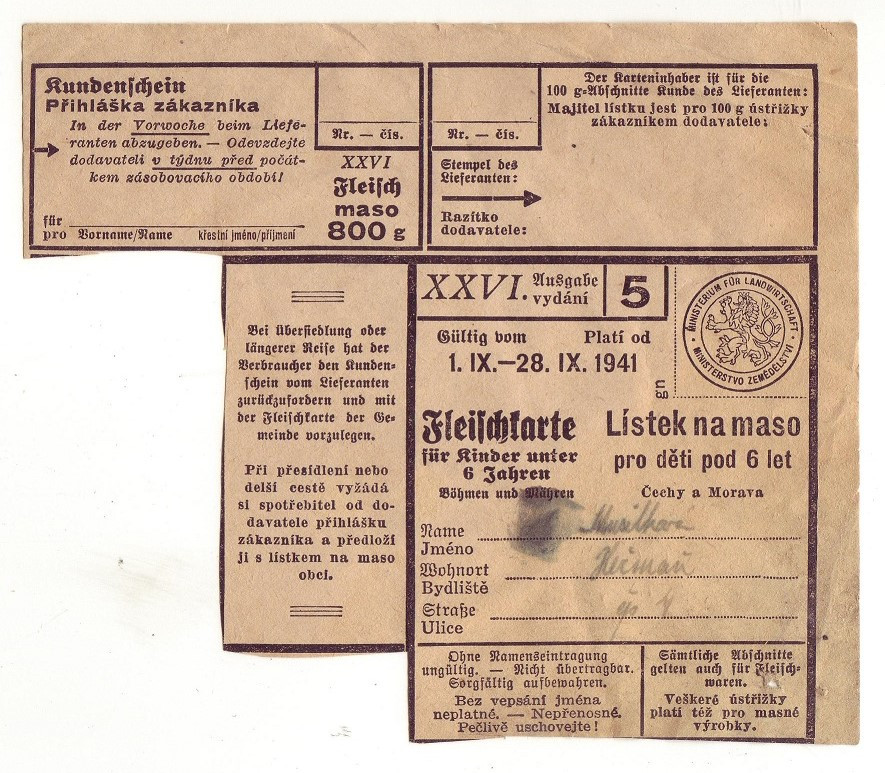 Kundenschein
Přihláška zákazníka
In der Vorwoche beim Liefe-
ranten abzugeben. — Odevzdejte
dodavateli v týdnu před počát-
kem zásobovacího období!
für
pro Vorname/Name křestní jméno/příjmení
Nr. — čís.
XXVI
Fleisch
maso
800 g
Nr. — čís.
Der Karteninhaber ist für die
100 g-Abschnitte Kunde des Lieferanten:
Majitel lístku jest pro 100 g ústřižky
zákazníkem dodavatele:
Stempel des
Lieferanten:
Razítko
dodavatele:
Bei übersiedlung oder
längerer Reise hat der
Verbraucher den Kunden-
schein vom Lieferanten
zurückzufordern und mit
der Fleischkarte der Ge-
meinde vorzulegen.
Při přesídlení nebo
delší cestě vyžádá
si spotřebitel od do-
davatele přihlášku
zákazníka a předloží
ji s lístkem na maso
obci.
XXVI. Ausgabe
vydání
5
MINISTERIUM FÜR LANDWIRTSCHAFT
MINISTERSTVO ZEMĚDĚLSTVÍ
Gültig vom Platí od
1. IX.—28. IX. 1941
gn
Fleischkarte
für Kinder unter
6 Jahren
Böhmen und Mähren
Lístek na maso
pro děti pod 6 let
Čechy a Morava
Name
Jméno
Wohnort
Bydliště
Straße
Ulice
Ohne Namenseintragung
ungültig. — Nicht übertragbar.
Sorgfältig aufbewahren.
Bez vepsání jména
neplatné. — Nepřenosné.
Pečlivě uschovejte!
Sämtliche Abschnitte
gelten auch für Fleisch-
waren.
Veškeré ústřižky
platí též pro masné
výrobky.